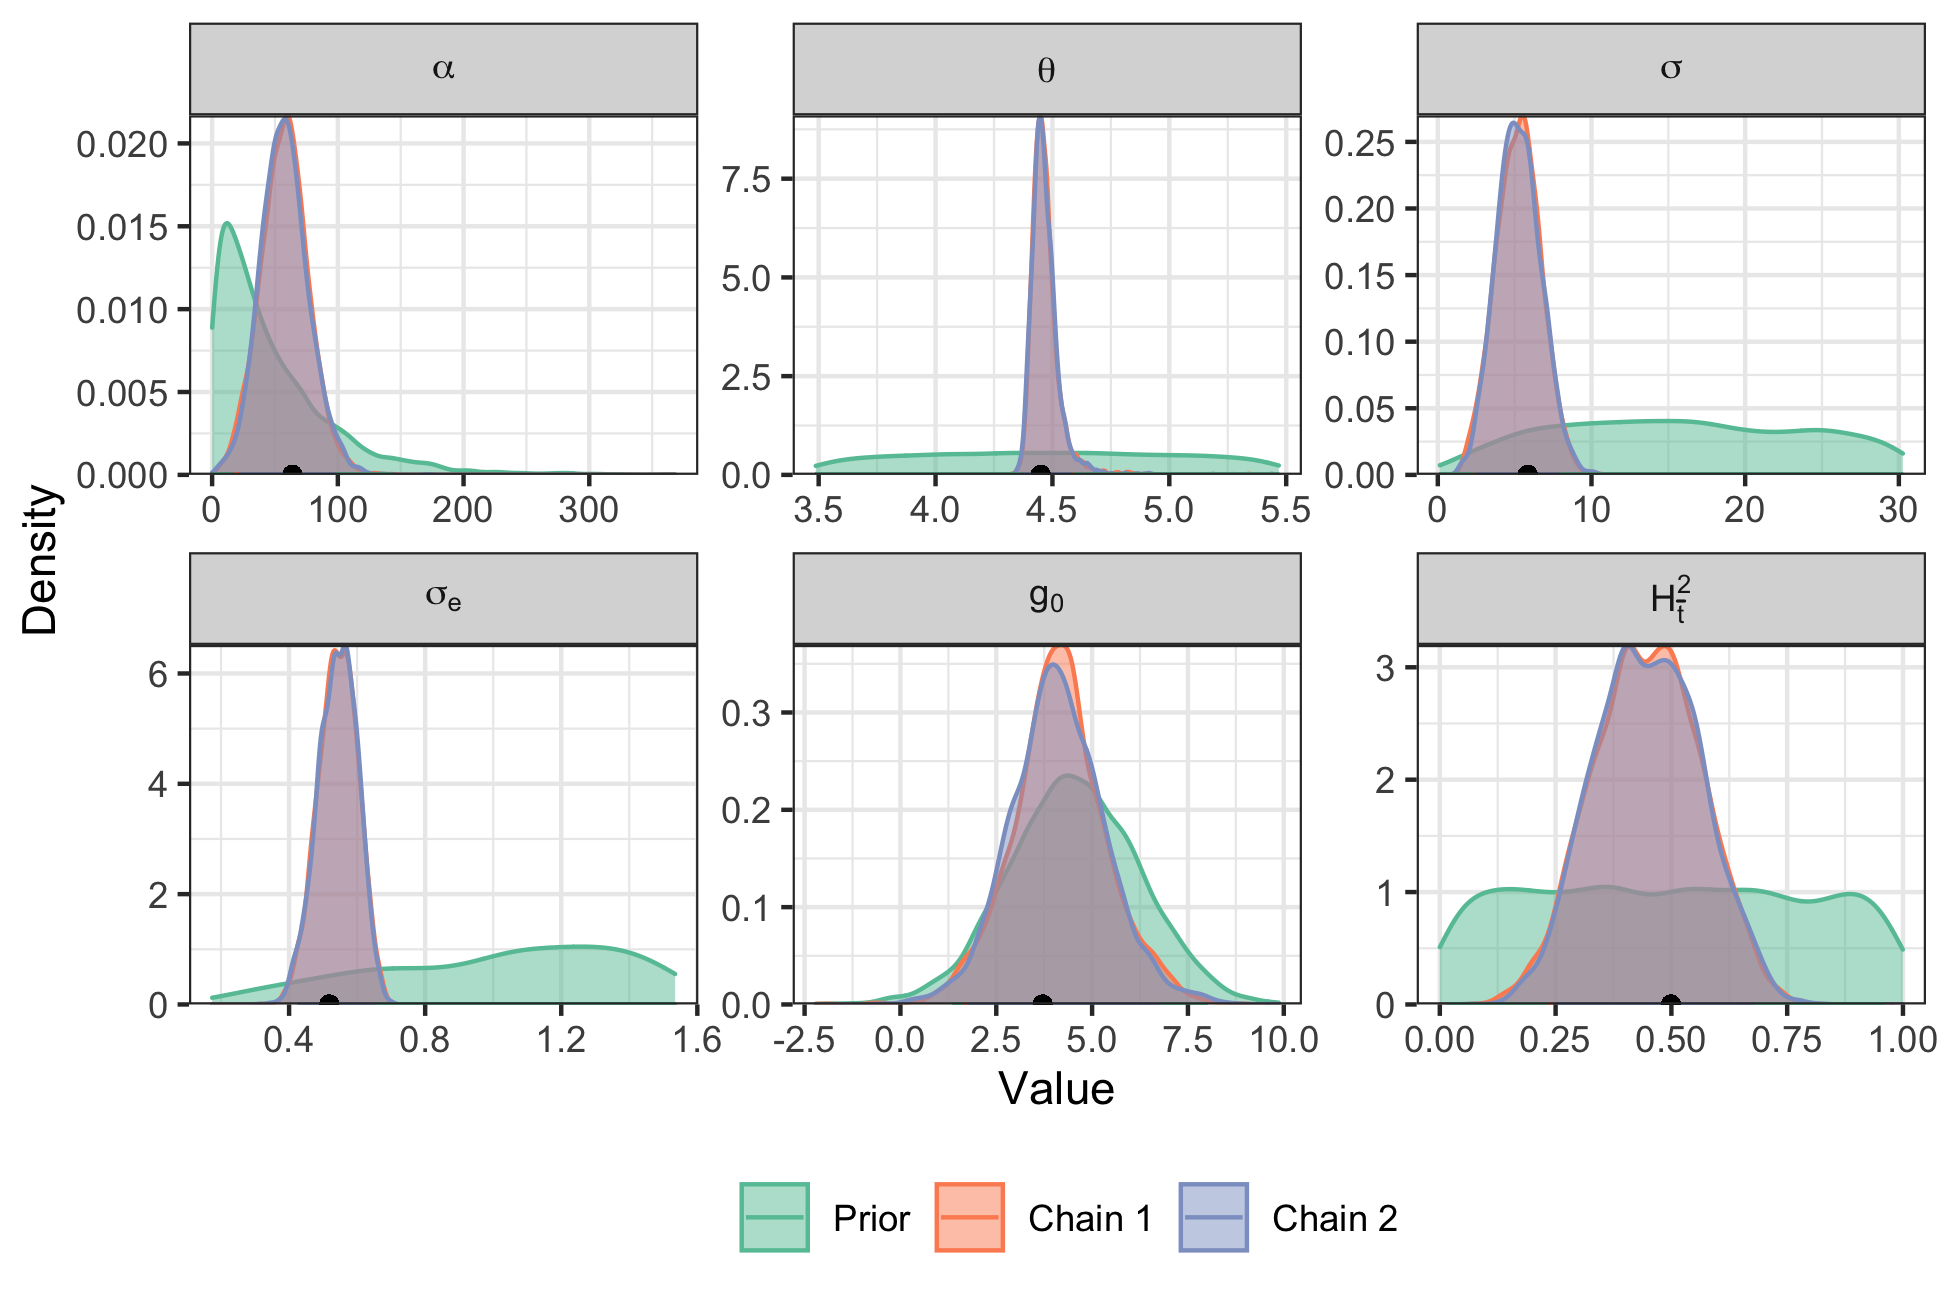 α θ σ
0.020 7.5 0.25
0.015 5.0 0.20
0.010 2.5 0.15
0.005 0.0 0.10
0.000 0.05
0.00
0 100 200 300 3.5 4.0 4.5 5.0 5.5 0 10 20 30
Density
σe g0 H²t̄
6 0.3 3
4 0.2 2
2 0.1 1
0 0.0 0
0.4 0.8 1.2 1.6 -2.5 0.0 2.5 5.0 7.5 10.0 0.00 0.25 0.50 0.75 1.00
Value
Prior Chain 1 Chain 2